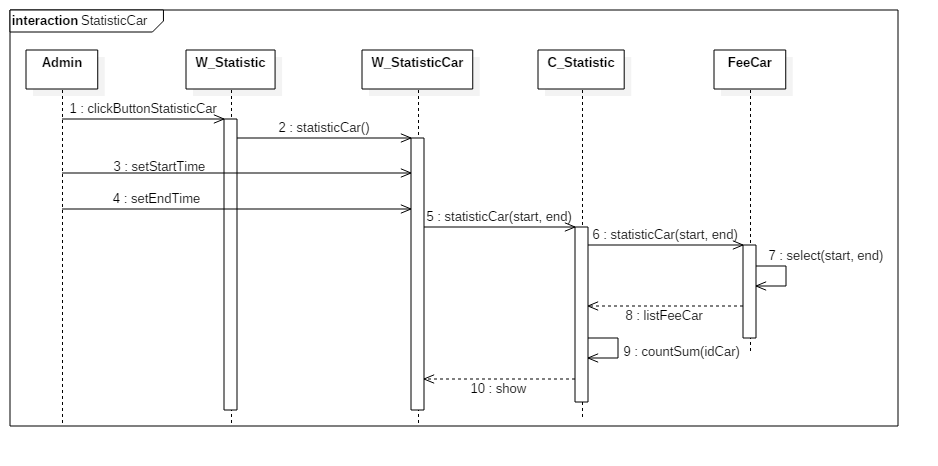 interaction StatisticCar
Admin
W_Statistic
W_StatisticCar
C_Statistic
FeeCar
1 : clickButtonStatisticCar
2 : statisticCar()
3 : setStartTime
4 : setEndTime
5 : statisticCar(start, end)
6 : statisticCar(start, end)
7 : select(start, end)
8 : listFeeCar
9 : countSum(idCar)
10 : show